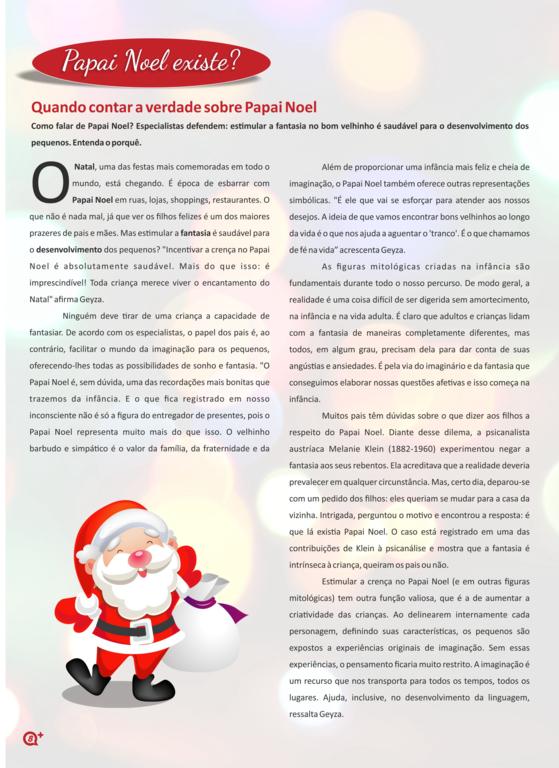 Papai Noel existe?
Quando contar a verdade sobre Papai Noel
Como falar de Papai Noel? Especialistas defendem: estimular a fantasia no bom velhinho é saudável para o desenvolvimento dos
pequenos. Entenda o porquê.
O Natal, uma das festas mais comemoradas em todo o
mundo, está chegando. É época de esbarrar com
Papai Noel em ruas, lojas, shoppings, restaurantes. O
que não é nada mal, já que ver os filhos felizes é um dos maiores
prazeres de pais e mães. Mas estimular a fantasia é saudável para
o desenvolvimento dos pequenos? "Incentivar a crença no Papai
Noel é absolutamente saudável. Mais do que isso: é
imprescindível! Toda criança merece viver o encantamento do
Natal" afirma Geyza.
Ninguém deve tirar de uma criança a capacidade de
fantasiar. De acordo com os especialistas, o papel dos pais é, ao
contrário, facilitar o mundo da imaginação para os pequenos,
oferecendo-lhes todas as possibilidades de sonho e fantasia. "O
Papai Noel é, sem dúvida, uma das recordações mais bonitas que
trazemos da infância. E o que fica registrado em nosso
inconsciente não é só a figura do entregador de presentes, pois o
Papai Noel representa muito mais do que isso. O velhinho
barbudo e simpático é o valor da família, da fraternidade e da
Além de proporcionar uma infância mais feliz e cheia de
imaginação, o Papai Noel também oferece outras representações
simbólicas. "É ele que vai se esforçar para atender aos nossos
desejos. A ideia de que vamos encontrar bons velhinhos ao longo
da vida é o que nos ajuda a aguentar o 'tranco'. É o que chamamos
de fé na vida" acrescenta Geyza.
As figuras mitológicas criadas na infância são
fundamentais durante todo o nosso percurso. De modo geral, a
realidade é uma coisa difícil de ser digerida sem amortecimento,
na infância e na vida adulta. É claro que adultos e crianças lidam
com a fantasia de maneiras completamente diferentes, mas
todos, em algum grau, precisam dela para dar conta de suas
angústias e ansiedades. É pela via do imaginário e da fantasia que
conseguimos elaborar nossas questões afetivas e isso começa na
infância.
Muitos pais têm dúvidas sobre o que dizer aos filhos a
respeito do Papai Noel. Diante desse dilema, a psicanalista
austríaca Melanie Klein (1882-1960) experimentou negar a
fantasia aos seus rebentos. Ela acreditava que a realidade deveria
prevalecer em qualquer circunstância. Mas, certo dia, deparou-se
com um pedido dos filhos: eles queriam se mudar para a casa da
vizinha. Intrigada, perguntou o motivo e encontrou a resposta: é
que lá existia Papai Noel. O caso está registrado em uma das
contribuições de Klein à psicanálise e mostra que a fantasia é
intrínseca à criança, queiram os pais ou não.
Estimular a crença no Papai Noel (e em outras figuras
mitológicas) tem outra função valiosa, que é a de aumentar a
criatividade das crianças. Ao delinearem internamente cada
personagem, definindo suas características, os pequenos são
expostos a experiências originais de imaginação. Sem essas
experiências, o pensamento ficaria muito restrito. A imaginação é
um recurso que nos transporta para todos os tempos, todos os
lugares. Ajuda, inclusive, no desenvolvimento da linguagem,
ressalta Geyza.
8